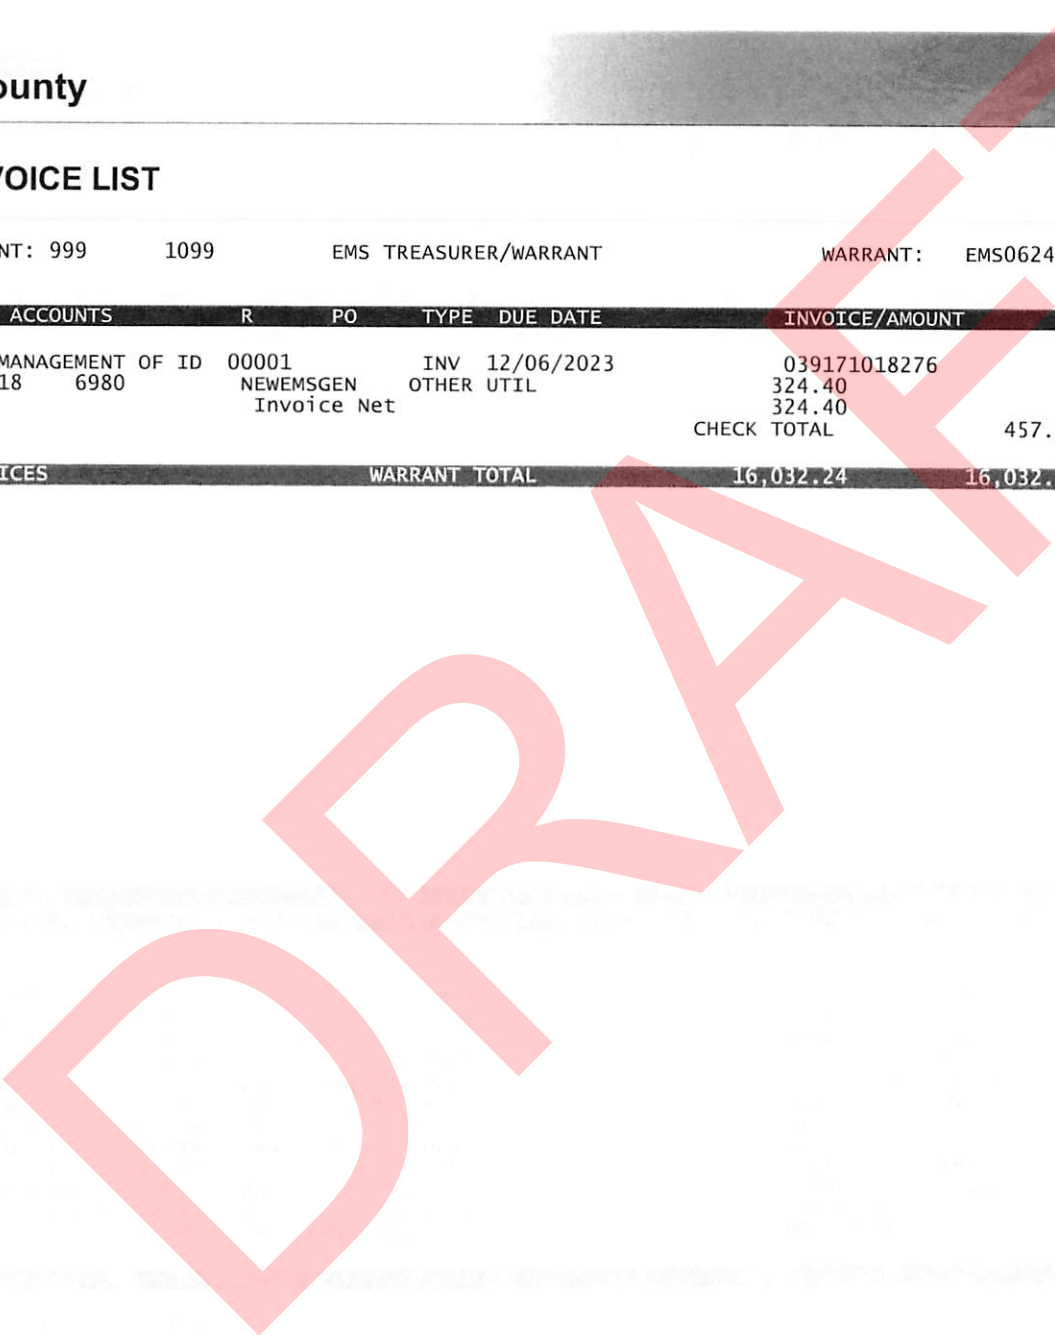 ounty
VOICE LIST
NT: 999 1099 EMS TREASURER/WARRANT WARRANT: EMS0624
ACCOUNTS R PO TYPE DUE DATE INVOICE/AMOUNT
MANAGEMENT OF ID 00001 INV 12/06/2023 039171018276
18 6980 NEWEMSGEN OTHER UTIL 324.40
Invoice Net 324.40
CHECK TOTAL 457.
ICES WARRANT TOTAL 16,032.24 16,032.
DRAFT